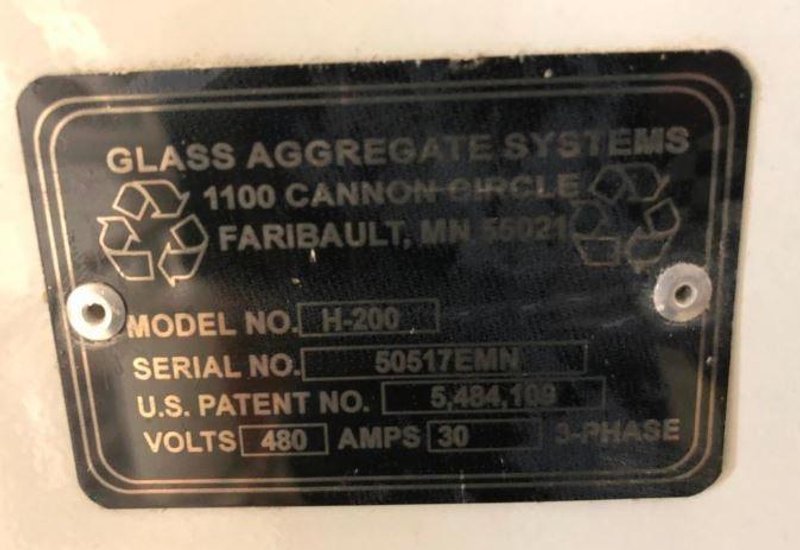 GLASS AGGREGATE SYSTEMS
1100 CANNON CIRCLE
FARIBAULT, MN 55021
MODEL NO. H-200
SERIAL NO. 50517EMN
U.S. PATENT NO. 5,484,109
VOLTS 480 AMPS 30 3-PHASE